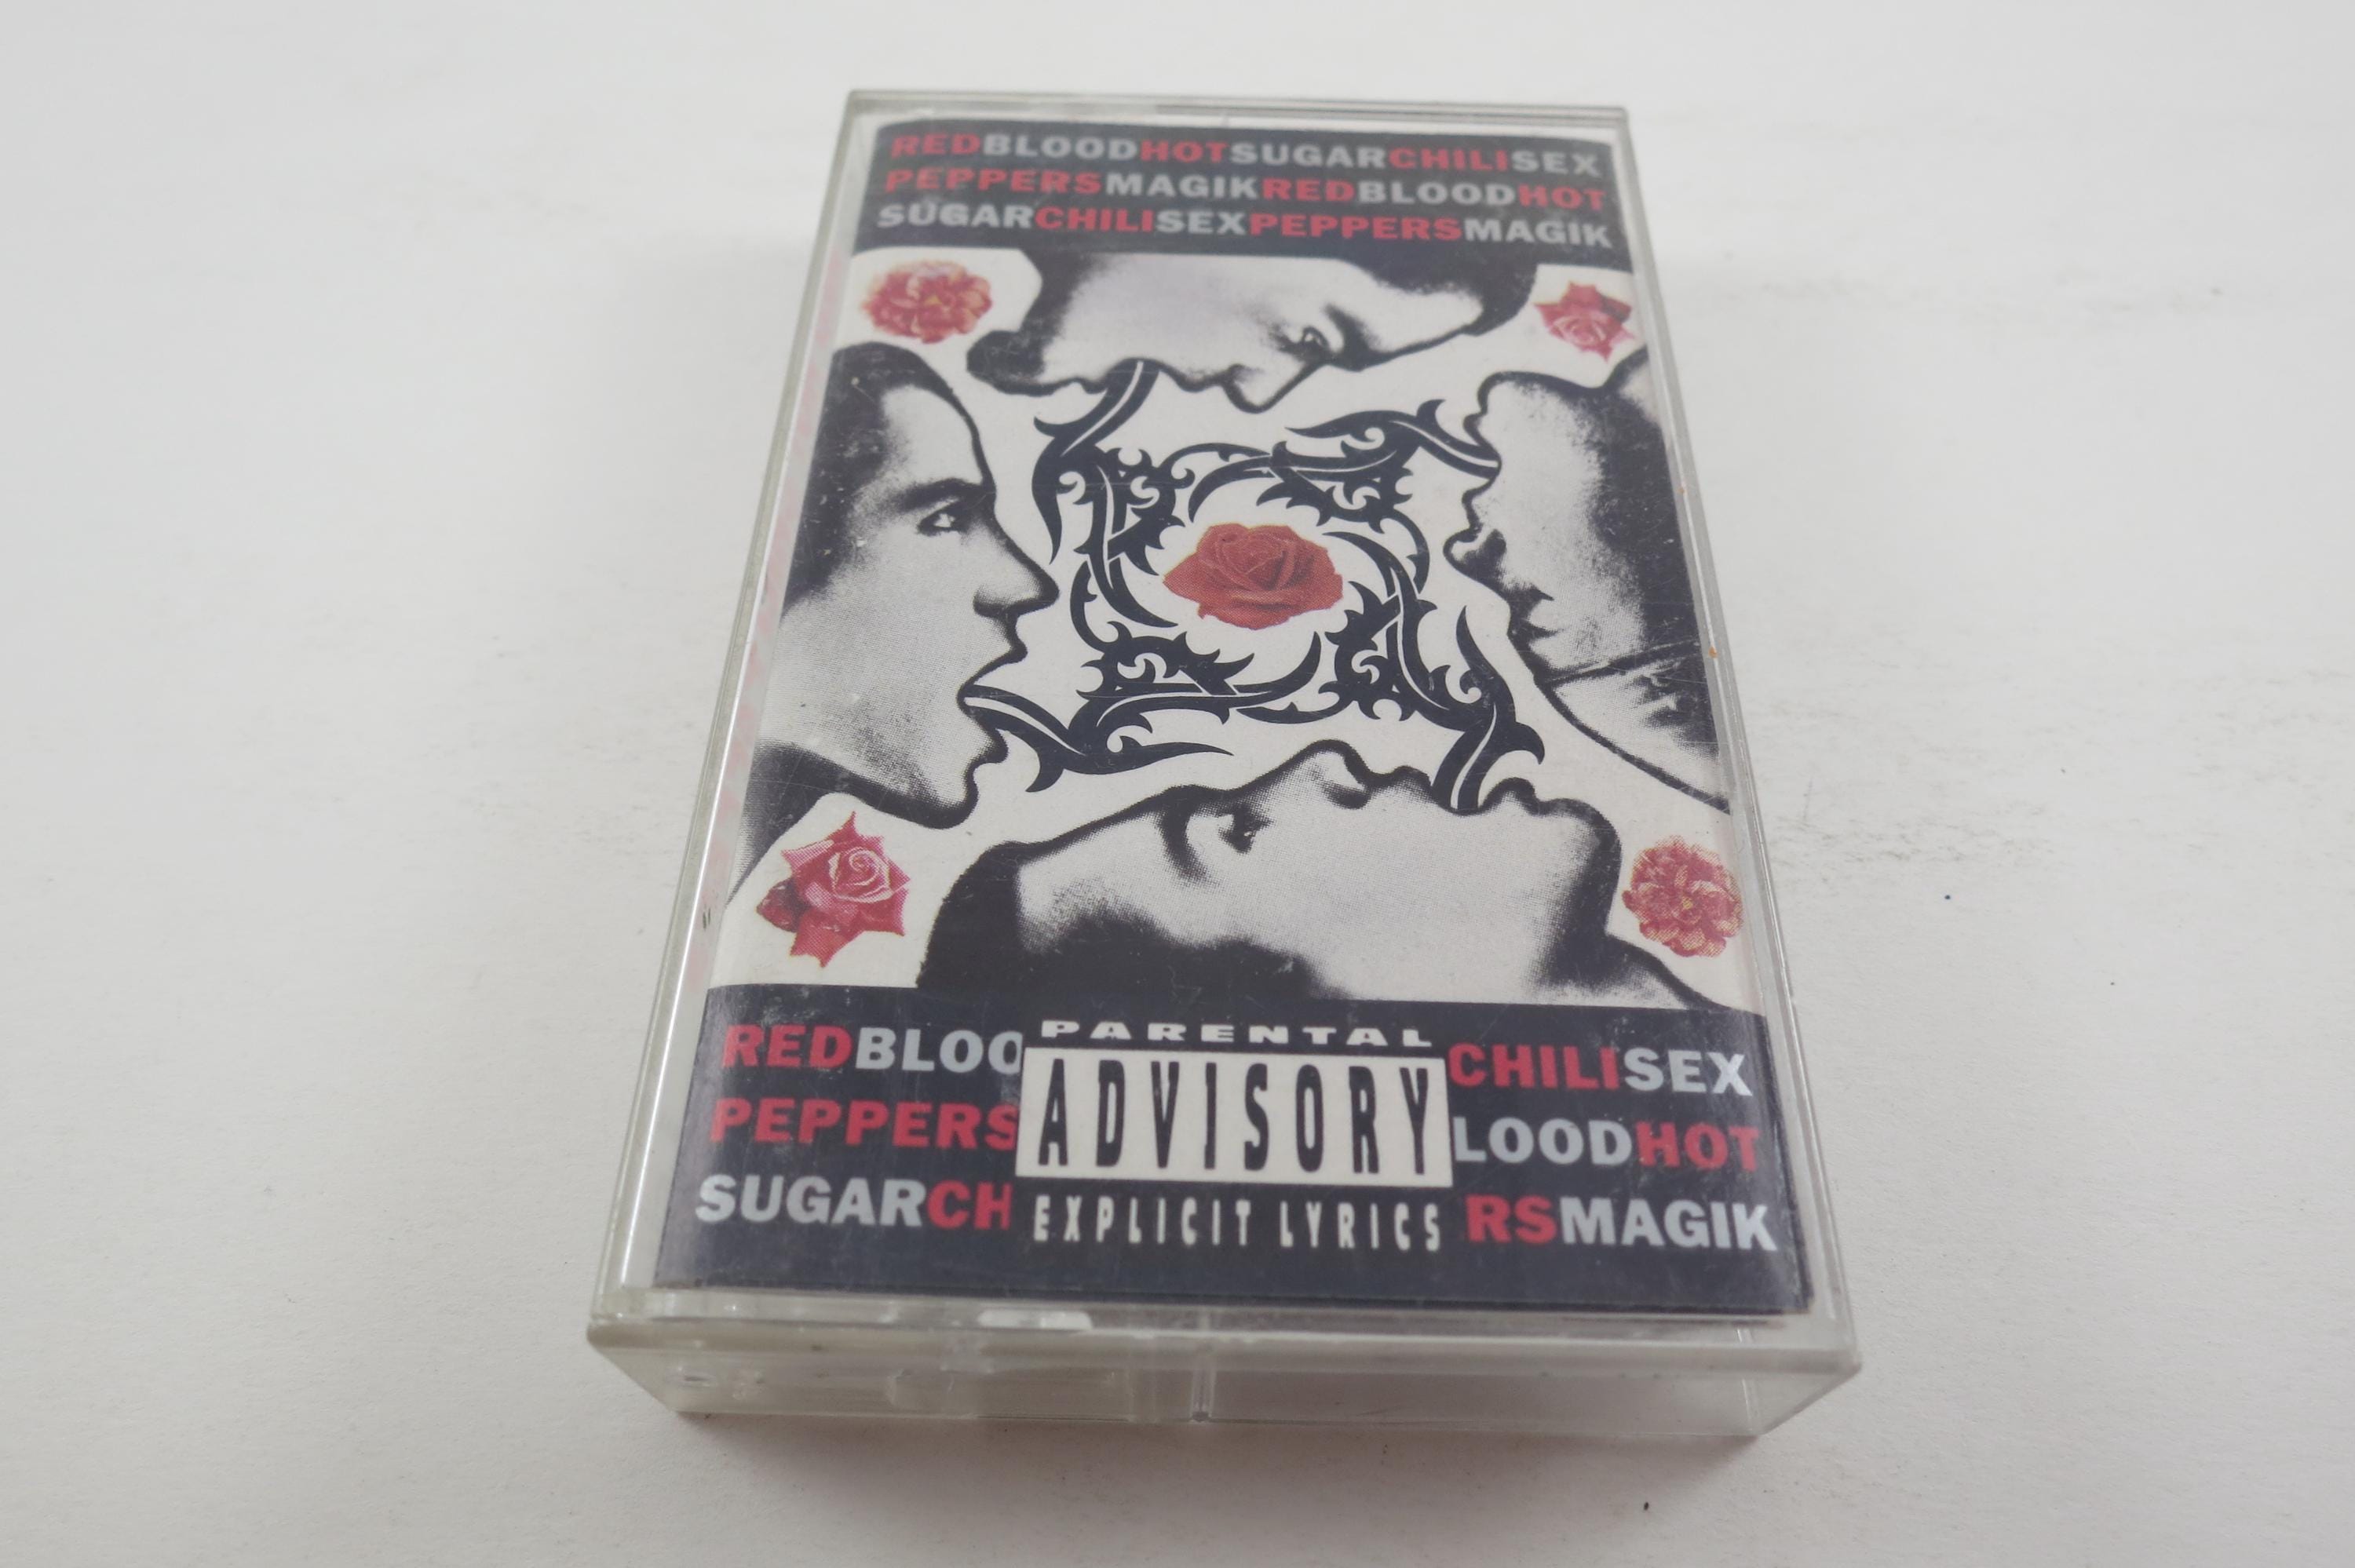 REDBLOODHOTSUGARCHILISEX
PEPPERSMAGIKREDBLOODHOT
SUGARCHILISEXPEPPERSMAGIK
PARENTAL
REDBLOO CHILISEX
ADVISORY
PEPPERS LOODHOT
SUGARCH RSMAGIK
EXPLICIT LYRICS